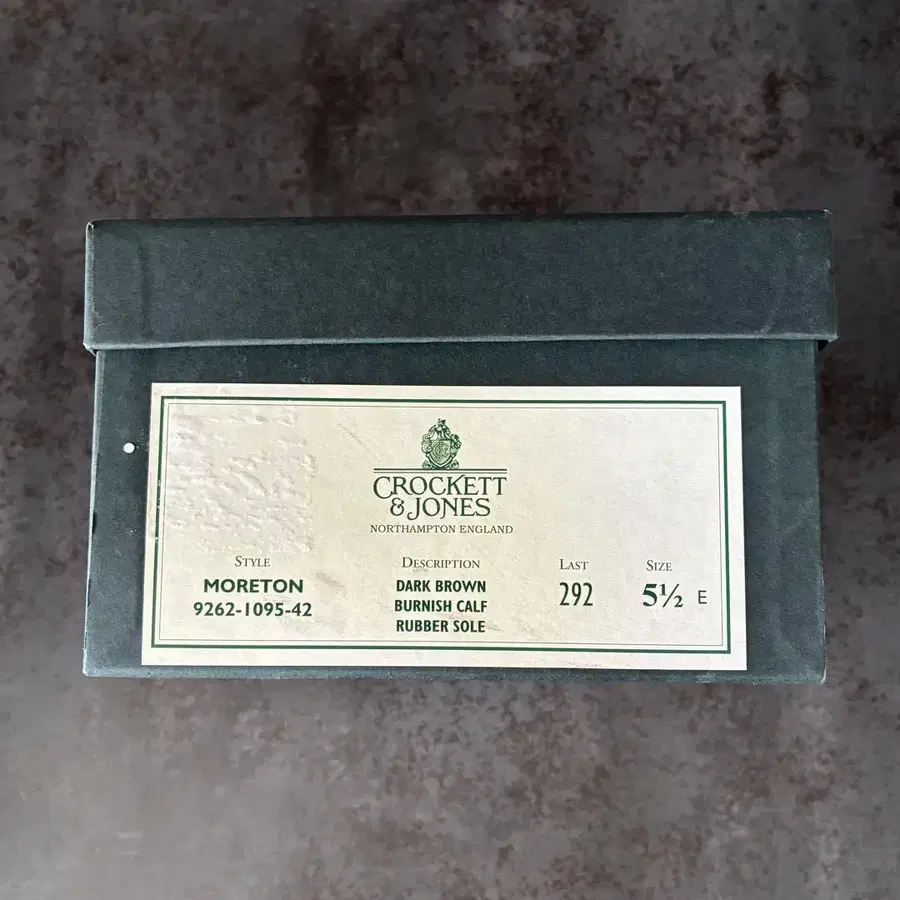 CROCKETT
& JONES
NORTHAMPTON ENGLAND
STYLE
MORETON
9262-1095-42
DESCRIPTION
DARK BROWN
BURNISH CALF
RUBBER SOLE
LAST
292
SIZE
5½ E